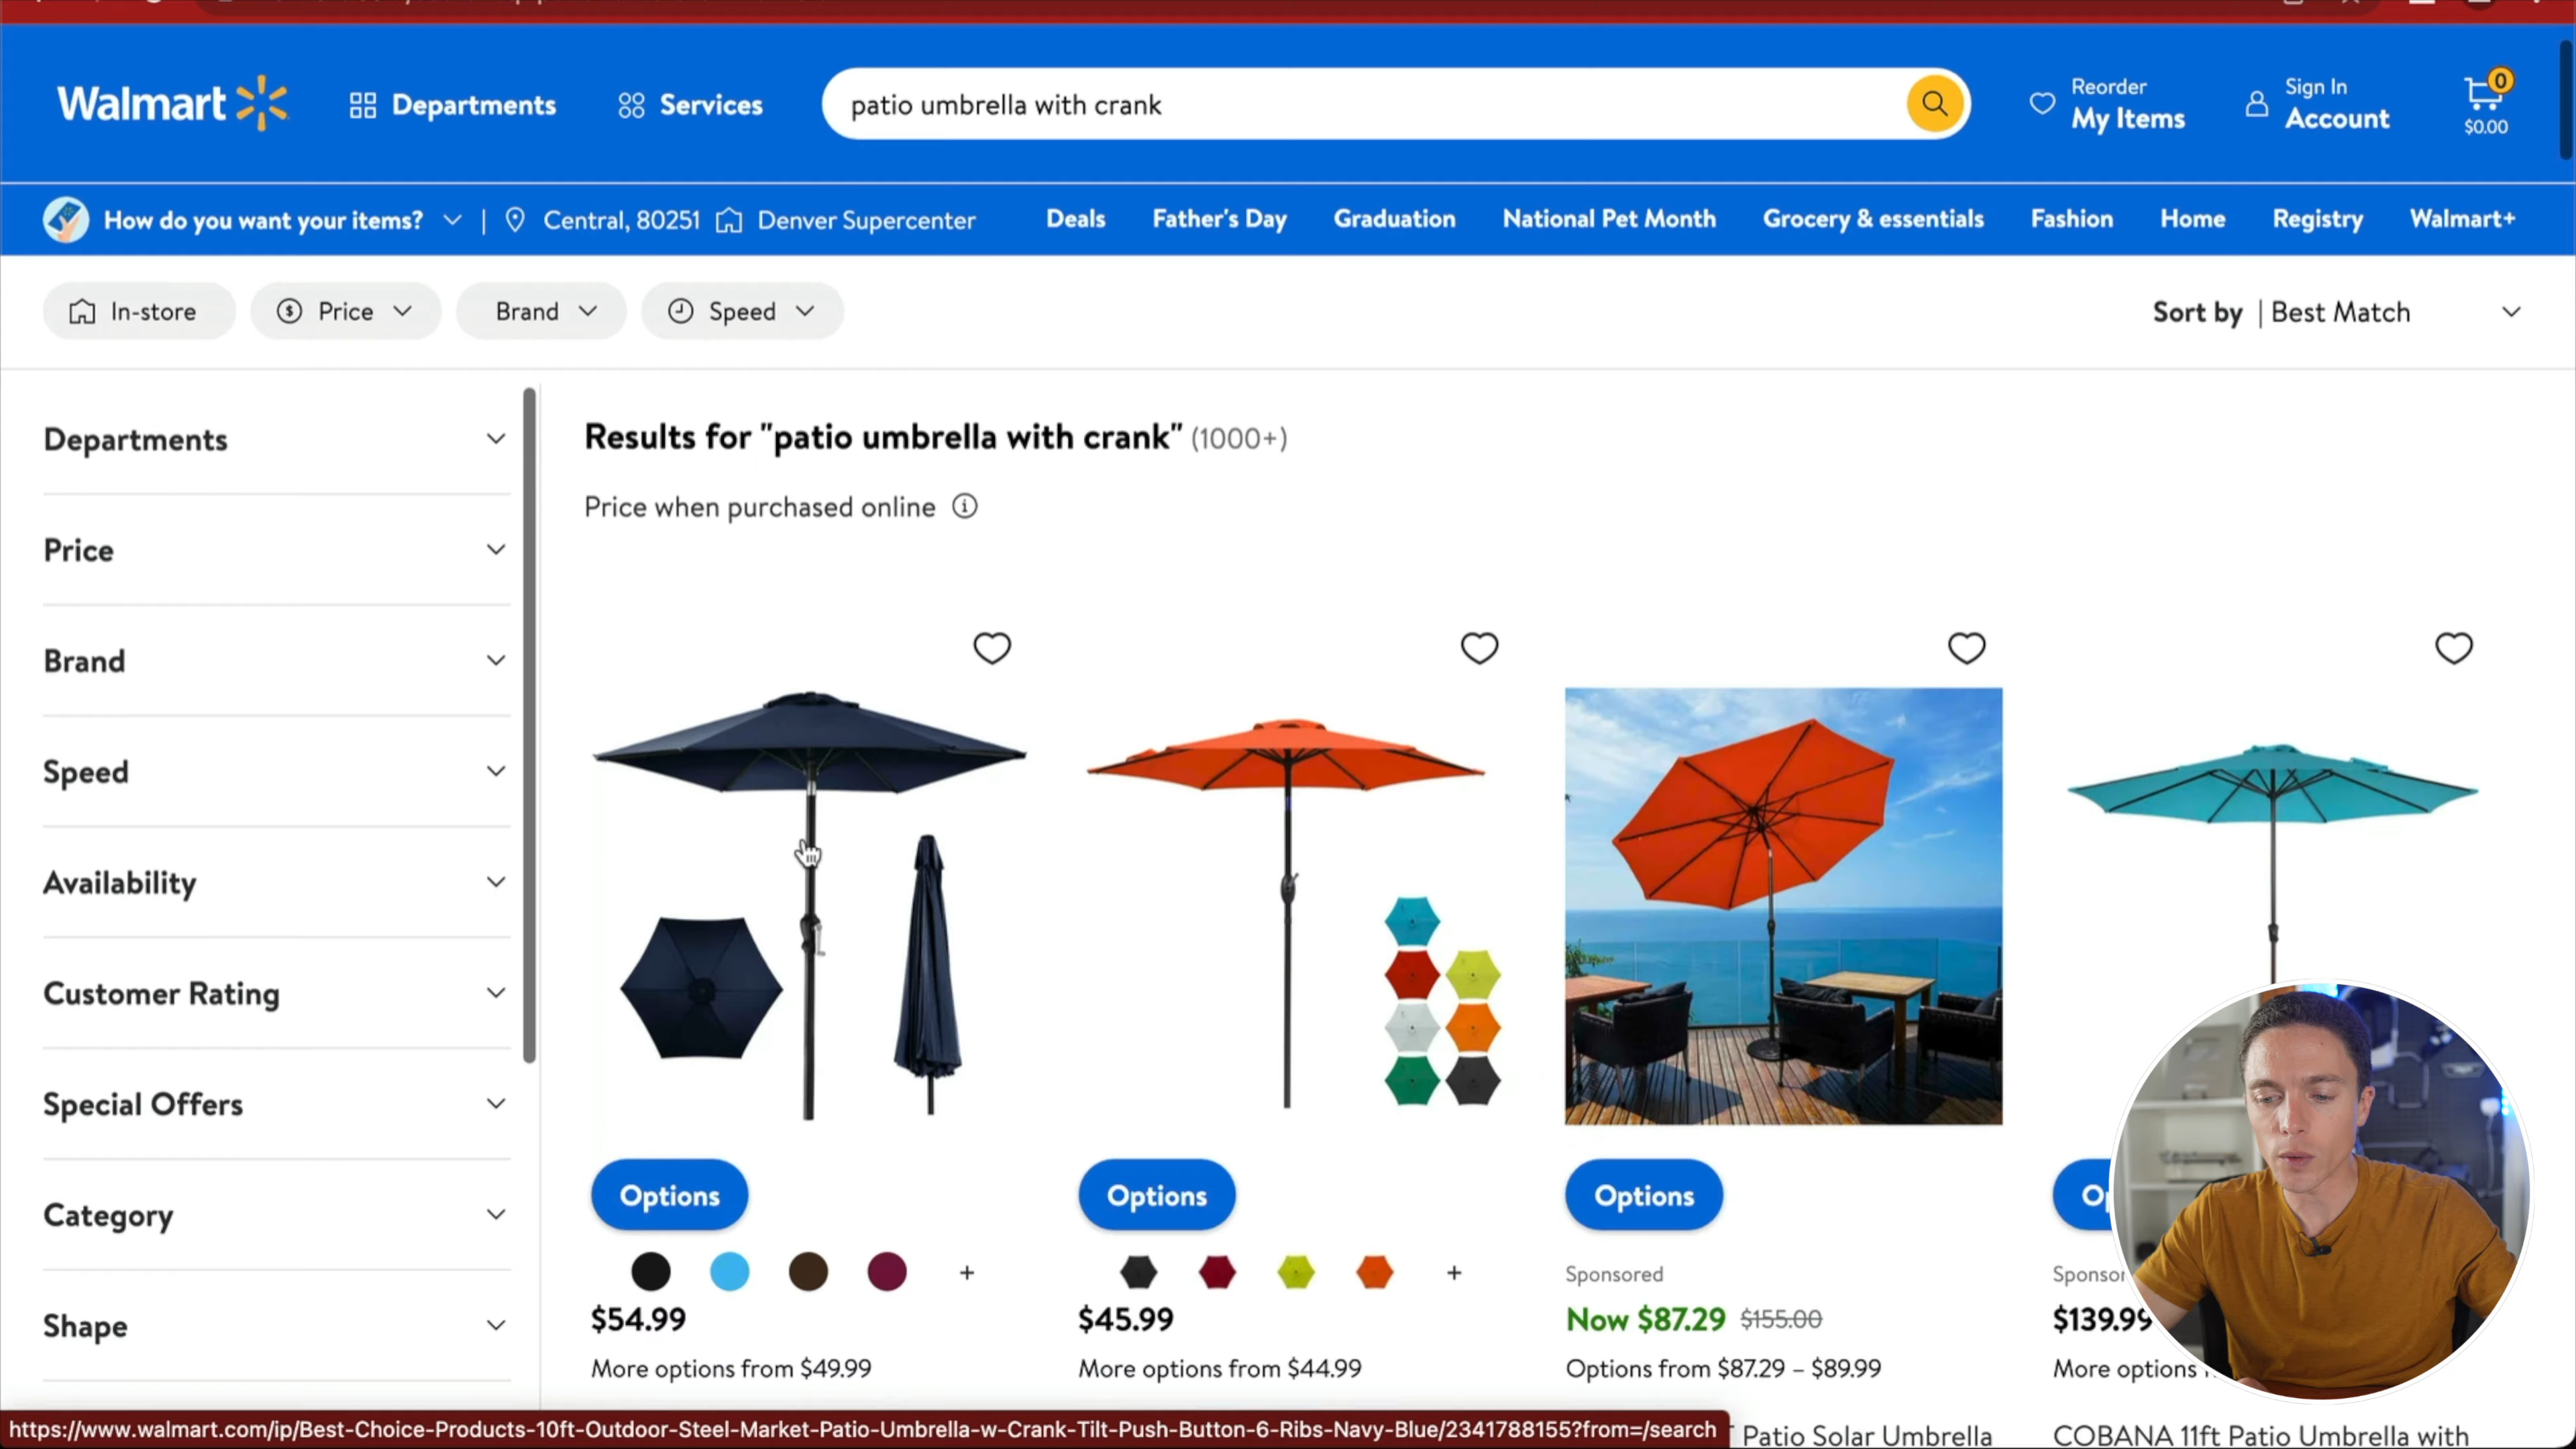 Walmart
Departments
Services
patio umbrella with crank
Reorder
My Items
Sign In
Account
0
$0.00
How do you want your items?
Central, 80251
Denver Supercenter
Deals
Father's Day
Graduation
National Pet Month
Grocery & essentials
Fashion
Home
Registry
Walmart+
In-store
Price
Brand
Speed
Sort by | Best Match
Departments
Price
Brand
Speed
Availability
Customer Rating
Special Offers
Category
Shape
Results for "patio umbrella with crank" (1000+)
Price when purchased online
Options
+
$54.99
More options from $49.99
Options
+
$45.99
More options from $44.99
Options
Sponsored
Now $87.29 $155.00
Options from $87.29 – $89.99
Patio Solar Umbrella
$139.99
More options
COBANA 11ft Patio Umbrella with
https://www.walmart.com/ip/Best-Choice-Products-10ft-Outdoor-Steel-Market-Patio-Umbrella-w-Crank-Tilt-Push-Button-6-Ribs-Navy-Blue/2341788155?from=/search